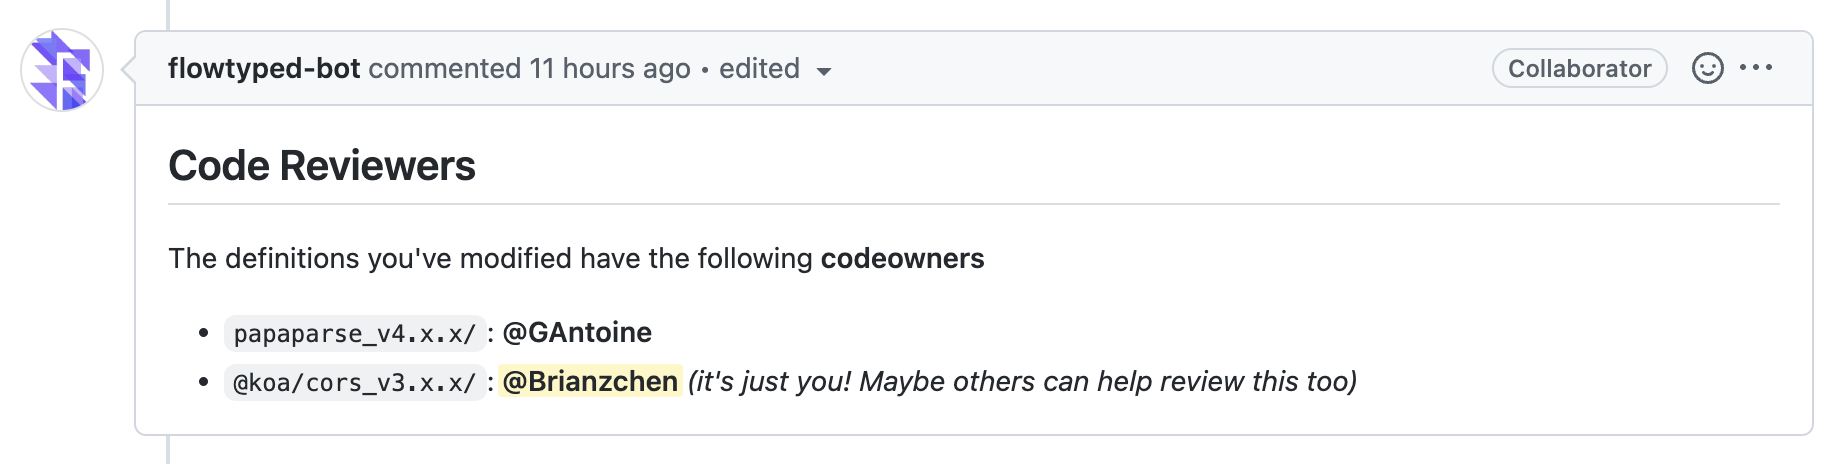 flowtyped-bot commented 11 hours ago • edited
Collaborator
Code Reviewers
The definitions you've modified have the following codeowners
• papaparse_v4.x.x/ : @GAntoine
• @koa/cors_v3.x.x/ : @Brianzchen (it's just you! Maybe others can help review this too)